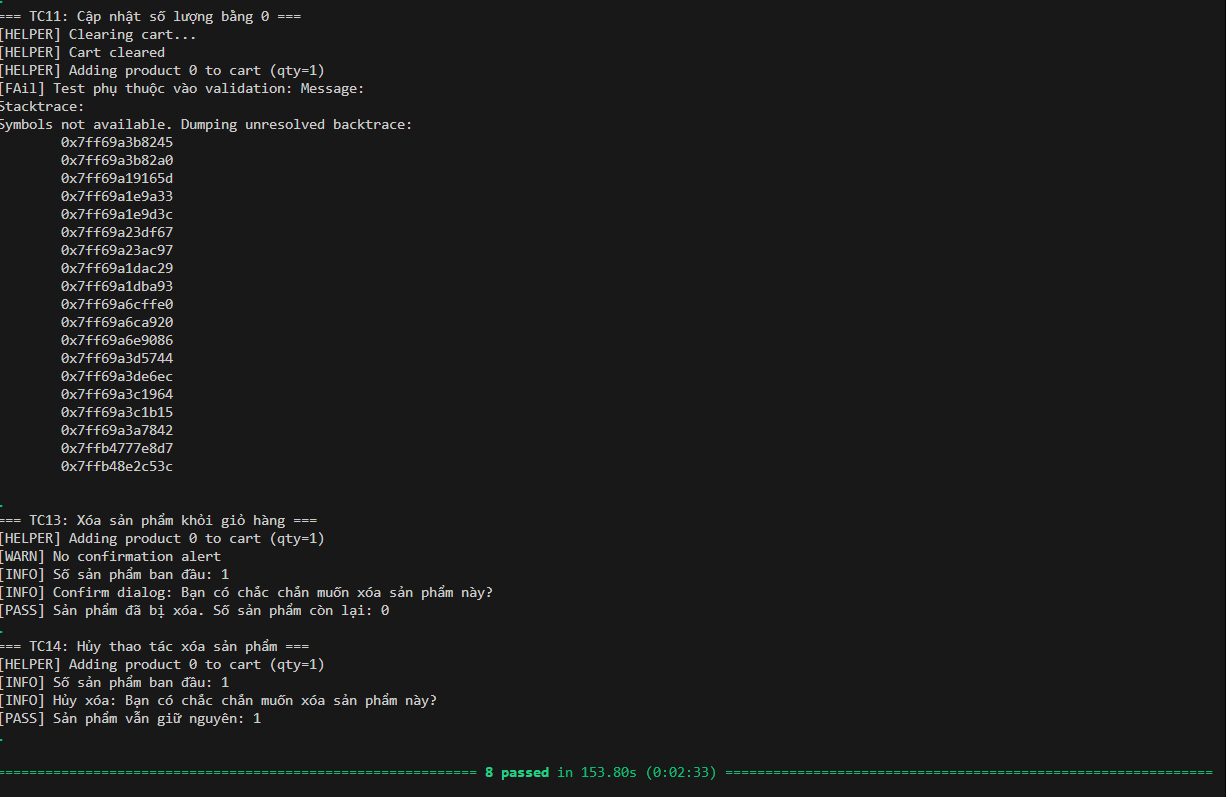 === TC11: Cập nhật số lượng bằng 0 ===
[HELPER] Clearing cart...
[HELPER] Cart cleared
[HELPER] Adding product 0 to cart (qty=1)
[FAil] Test phụ thuộc vào validation: Message:
Stacktrace:
Symbols not available. Dumping unresolved backtrace:
0x7ff69a3b8245
0x7ff69a3b82a0
0x7ff69a19165d
0x7ff69a1e9a33
0x7ff69a1e9d3c
0x7ff69a23df67
0x7ff69a23ac97
0x7ff69a1dac29
0x7ff69a1dba93
0x7ff69a6cffe0
0x7ff69a6ca920
0x7ff69a6e9086
0x7ff69a3d5744
0x7ff69a3de6ec
0x7ff69a3c1964
0x7ff69a3c1b15
0x7ff69a3a7842
0x7ffb4777e8d7
0x7ffb48e2c53c
.
=== TC13: Xóa sản phẩm khỏi giỏ hàng ===
[HELPER] Adding product 0 to cart (qty=1)
[WARN] No confirmation alert
[INFO] Số sản phẩm ban đầu: 1
[INFO] Confirm dialog: Bạn có chắc chắn muốn xóa sản phẩm này?
[PASS] Sản phẩm đã bị xóa. Số sản phẩm còn lại: 0
.
=== TC14: Hủy thao tác xóa sản phẩm ===
[HELPER] Adding product 0 to cart (qty=1)
[INFO] Số sản phẩm ban đầu: 1
[INFO] Hủy xóa: Bạn có chắc chắn muốn xóa sản phẩm này?
[PASS] Sản phẩm vẫn giữ nguyên: 1
.
8 passed in 153.80s (0:02:33)